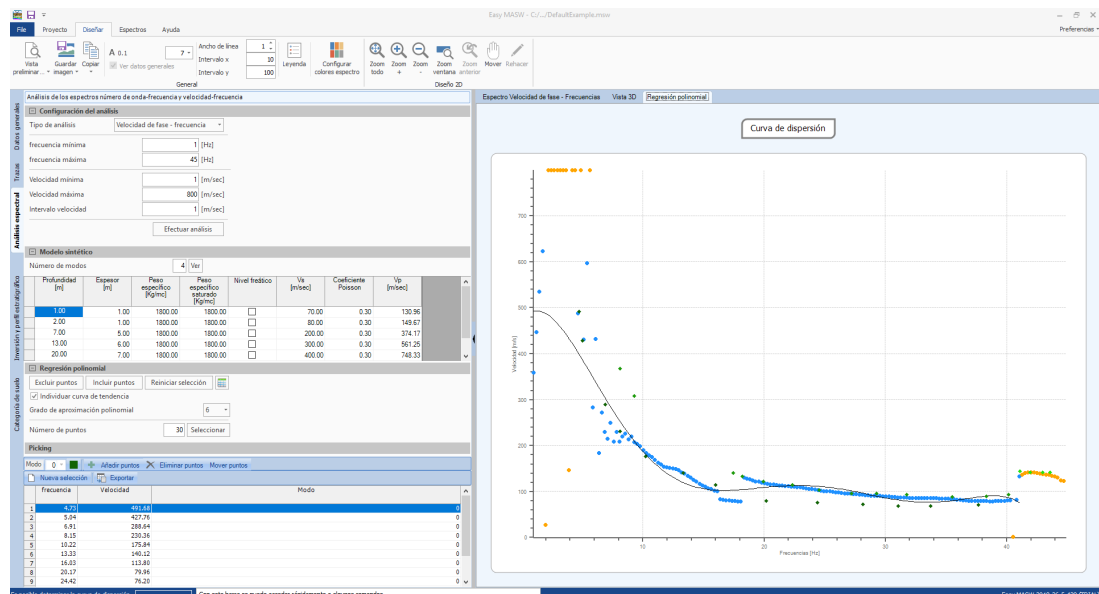 Easy MASW - C:/.../DefaultExample.msw
File Proyecto Diseñar Espectros Ayuda
Preferencias
Vista preliminar...
Guardar imagen
Copiar
A 0.1
7
Ver datos generales
Ancho de línea 1
Intervalo x 10
Intervalo y 100
Leyenda
Configurar colores espectro
Zoom todo
Zoom +
Zoom -
Zoom ventana
Zoom anterior
Mover
Rehacer
General
Diseño 2D
Datos generales
Trazas
Análisis espectral
Inversión y perfil estratigráfico
Categoría de suelo
Análisis de los espectros número de onda-frecuencia y velocidad-frecuencia
Configuración del análisis
Tipo de análisis Velocidad de fase - frecuencia
frecuencia mínima 1 [Hz]
frecuencia máxima 45 [Hz]
Velocidad mínima 1 [m/sec]
Velocidad máxima 800 [m/sec]
Intervalo velocidad 1 [m/sec]
Efectuar análisis
Modelo sintético
Número de modos 4 Ver
Profundidad [m] Espesor [m] Peso específico [Kg/mc] Peso específico saturado [Kg/mc] Nivel freático Vs [m/sec] Coeficiente Poisson Vp [m/sec]
1.00 1.00 1800.00 1800.00 70.00 0.30 130.96
2.00 1.00 1800.00 1800.00 80.00 0.30 149.67
7.00 5.00 1800.00 1800.00 200.00 0.30 374.17
13.00 6.00 1800.00 1800.00 300.00 0.30 561.25
20.00 7.00 1800.00 1800.00 400.00 0.30 748.33
Regresión polinomial
Excluir puntos Incluir puntos Reiniciar selección
Individuar curva de tendencia
Grado de aproximación polinomial 6
Número de puntos 30 Seleccionar
Picking
Modo 0 Añadir puntos Eliminar puntos Mover puntos
Nueva selección Exportar
frecuencia Velocidad Modo
1 4.73 491.68 0
2 5.04 427.76 0
3 6.91 288.64 0
4 8.15 230.36 0
5 10.22 175.84 0
6 13.33 140.12 0
7 16.03 113.80 0
8 20.17 79.96 0
9 24.42 76.20 0
Espectro Velocidad de fase - Frecuencias Vista 3D Regresión polinomial
Curva de dispersión
Velocidad [m/s]
700
600
500
400
300
200
100
0
10 20 30 40
Frecuencias [Hz]